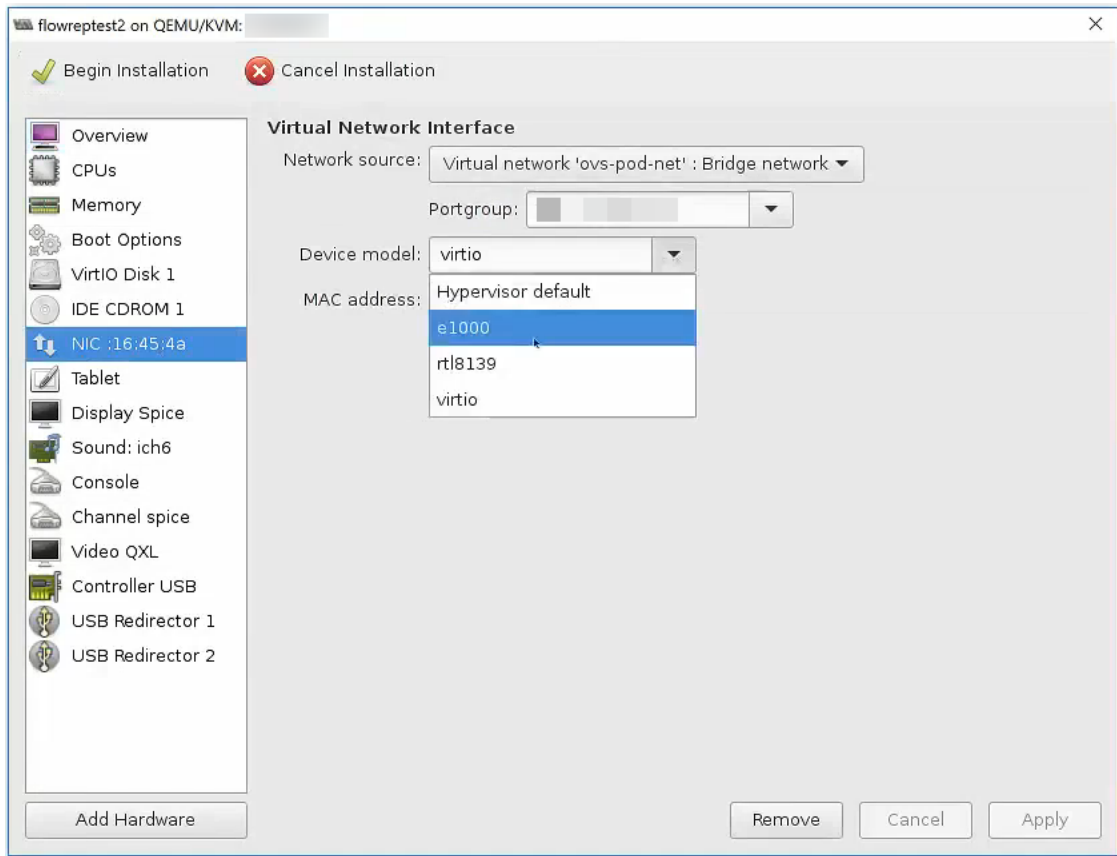 flowreptest2 on QEMU/KVM:
Begin Installation Cancel Installation
Overview
CPUs
Memory
Boot Options
VirtIO Disk 1
IDE CDROM 1
NIC :16:45:4a
Tablet
Display Spice
Sound: ich6
Console
Channel spice
Video QXL
Controller USB
USB Redirector 1
USB Redirector 2
Add Hardware
Virtual Network Interface
Network source: Virtual network 'ovs-pod-net' : Bridge network
Portgroup:
Device model: virtio
MAC address:
Hypervisor default
e1000
rtl8139
virtio
Remove Cancel Apply